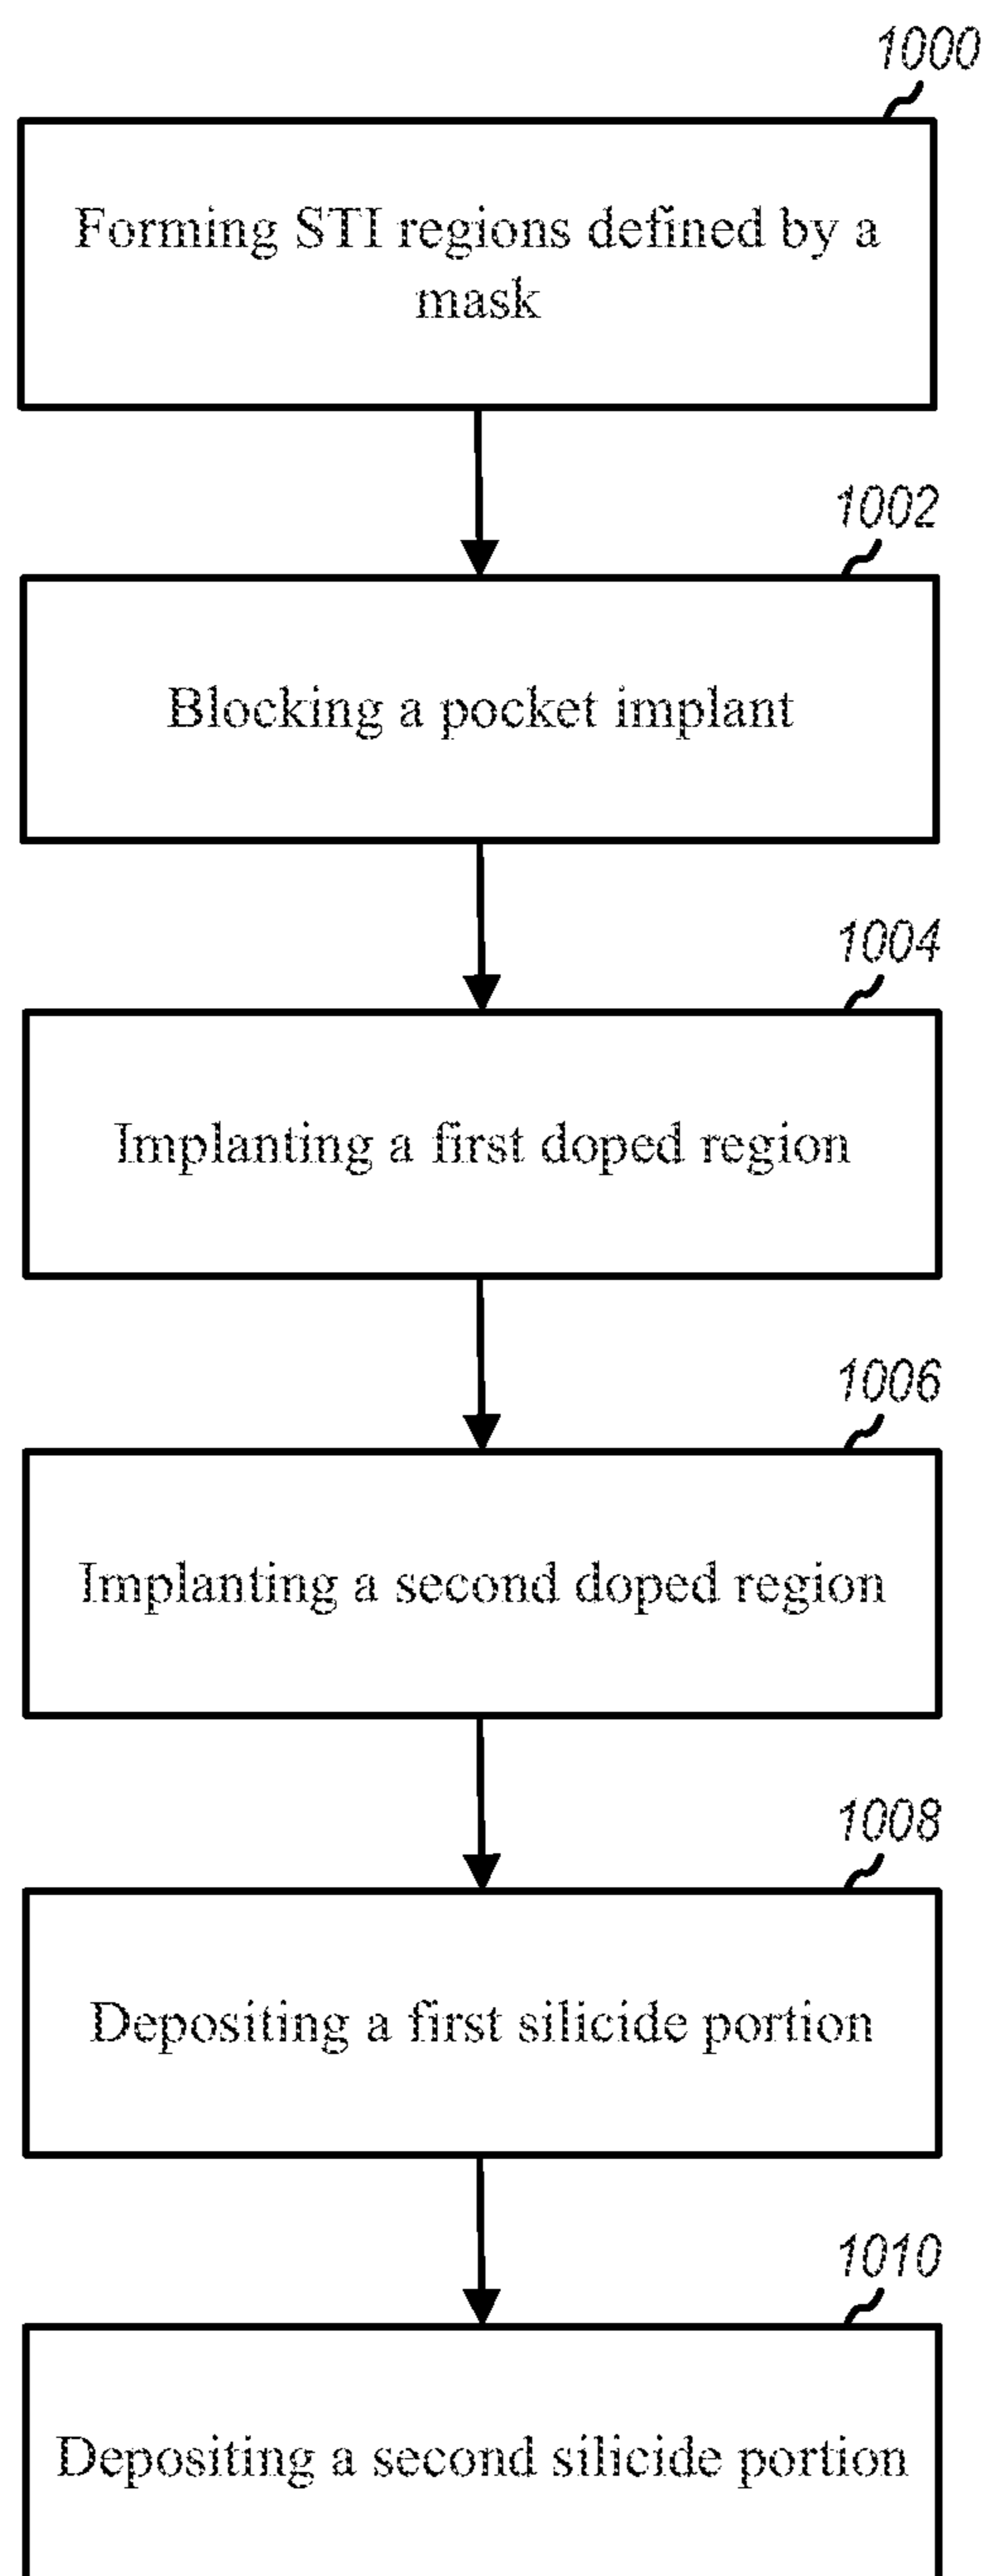 1000
Forming STI regions defined by a
mask
1002
Blocking a pocket implant
1004
Implanting a first doped region
1006
Implanting a second doped region
1008
Depositing a first silicide portion
1010
Depositing a second silicide portion